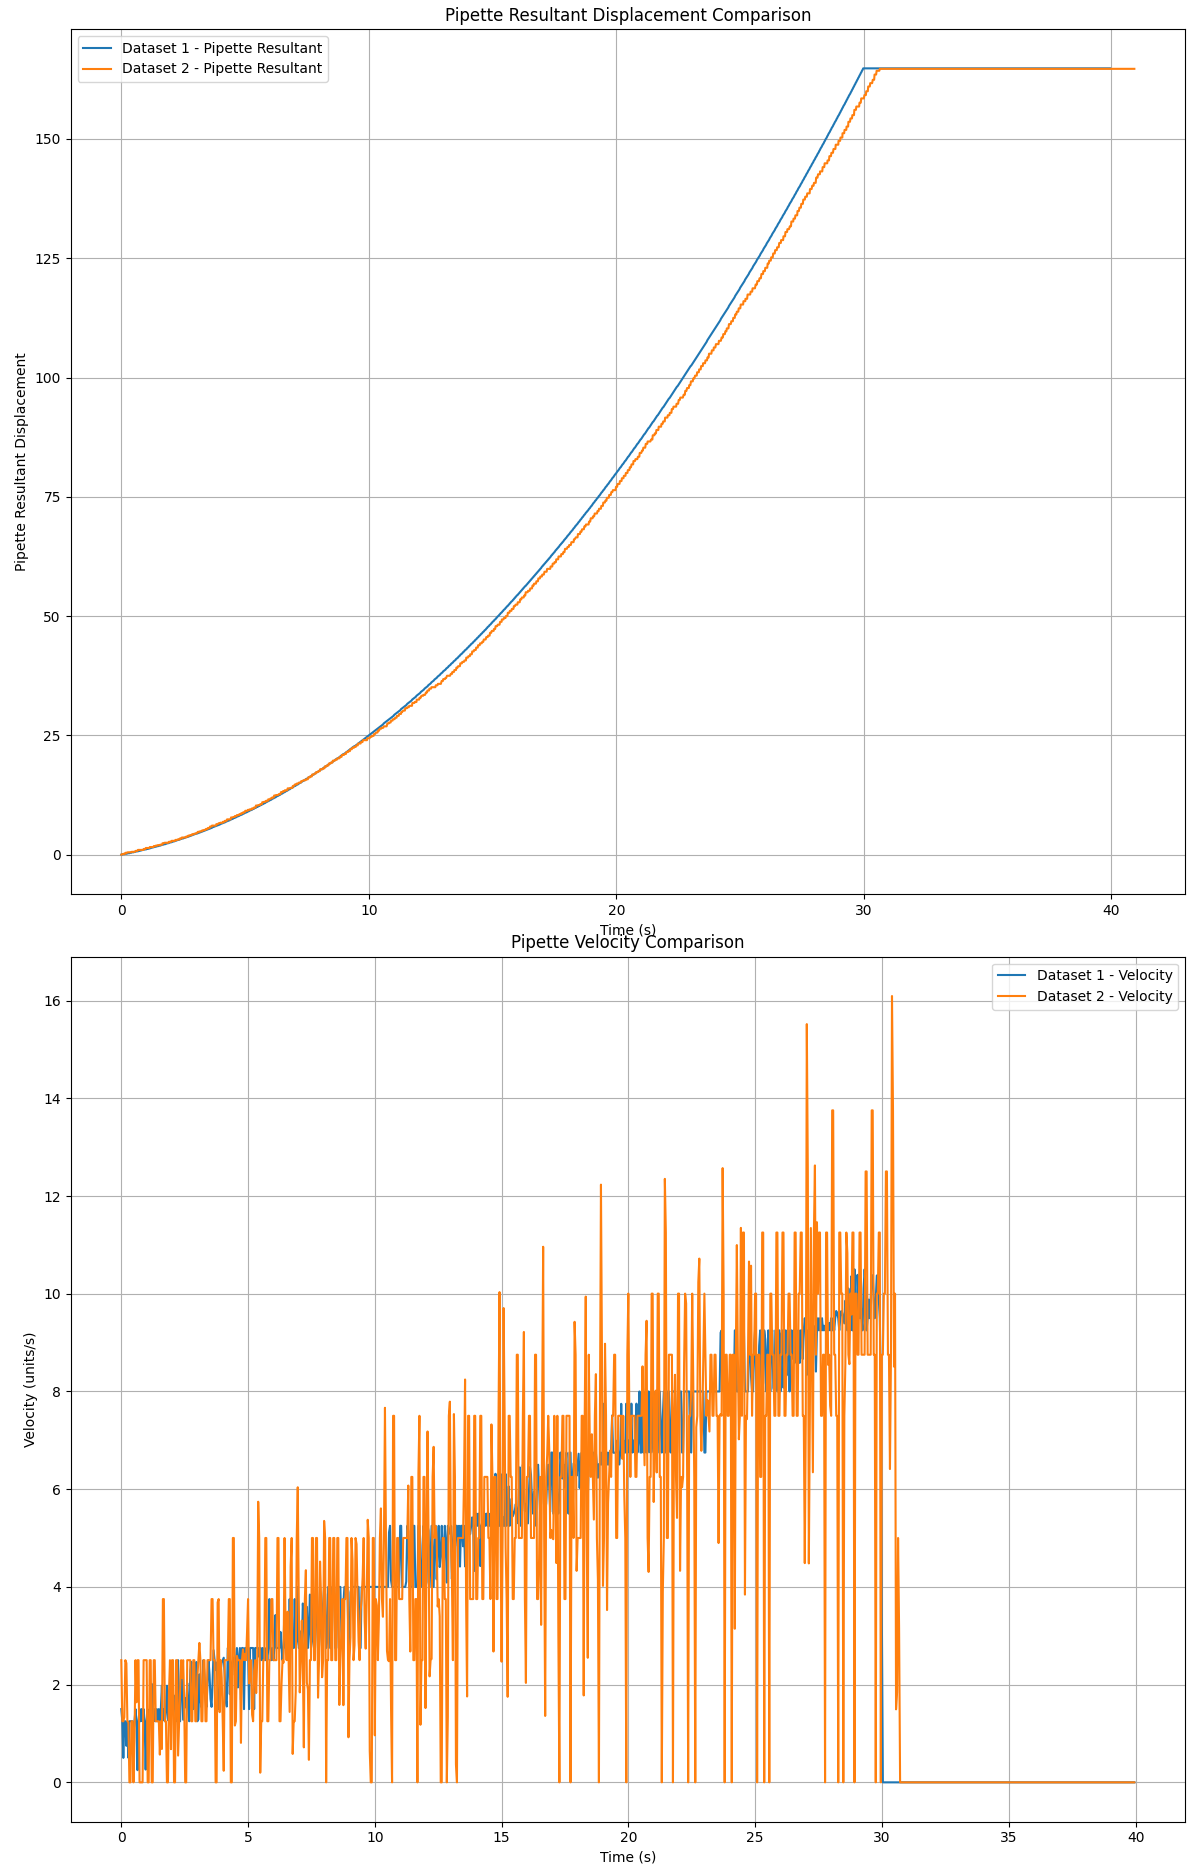 Pipette Resultant Displacement Comparison
Dataset 1 - Pipette Resultant
Dataset 2 - Pipette Resultant
150
125
100
75
50
25
0
Pipette Resultant Displacement
0 10 20 30 40
Time (s)
Pipette Velocity Comparison
Dataset 1 - Velocity
Dataset 2 - Velocity
16
14
12
10
8
6
4
2
0
Velocity (units/s)
0 5 10 15 20 25 30 35 40
Time (s)